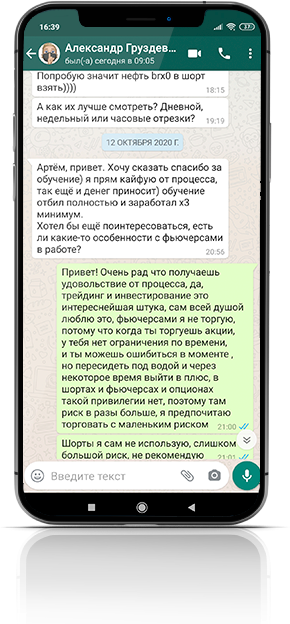 16:39
Александр Груздев...
был(-а) сегодня в 09:05
Попробую значит нефть brx0 в шорт
взять))))
18:15
А как их лучше смотреть? Дневной,
недельный или часовые отрезки?
19:19
12 ОКТЯБРЯ 2020 Г.
Артём, привет. Хочу сказать спасибо за
обучение) я прям кайфую от процесса,
так ещё и денег приносит) обучение
отбил полностью и заработал х3
минимум.
Хотел бы ещё поинтересоваться, есть
ли какие-то особенности с фьючерсами
в работе?
20:56
Привет! Очень рад что получаешь
удовольствие от процесса, да,
трейдинг и инвестирование это
интереснейшая штука, сам всей душой
люблю это, фьючерсами я не торгую,
потому что когда ты торгуешь акции,
у тебя нет ограничения по времени,
и ты можешь ошибиться в моменте ,
но пересидеть под водой и через
некоторое время выйти в плюс, в
шортах и фьючерсах и опционах
такой привилегии нет, поэтому там
риск в разы больше, я предпочитаю
торговать с маленьким риском
21:00
Шорты я сам не использую, слишком
большой риск, не рекомендую
21:01
Введите текст